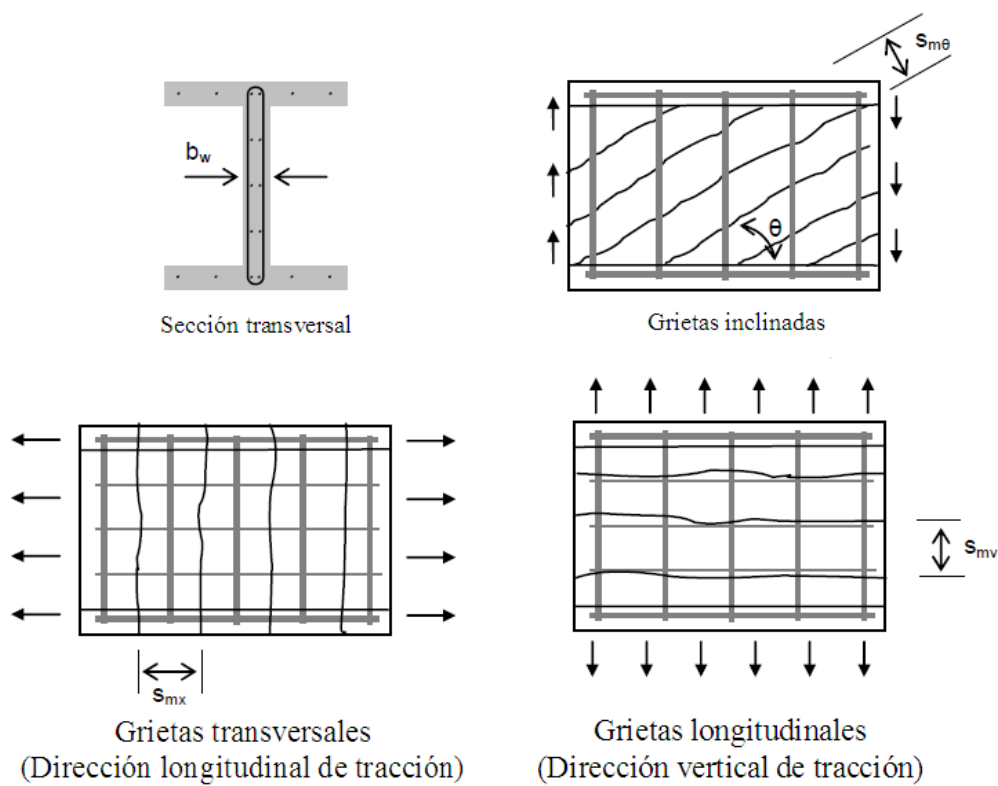 b_w
Sección transversal
s_mθ
θ
Grietas inclinadas
s_mx
Grietas transversales
(Dirección longitudinal de tracción)
s_mv
Grietas longitudinales
(Dirección vertical de tracción)